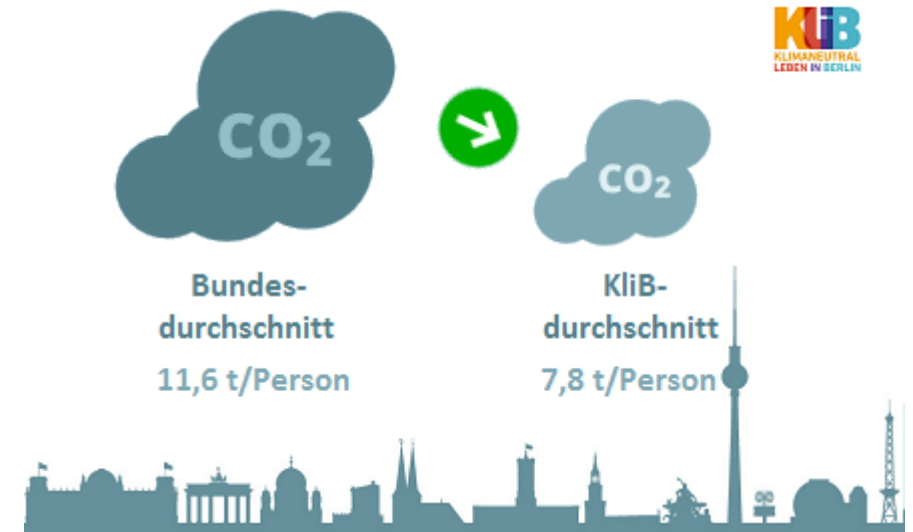 KLiB
KLIMANEUTRAL
LEBEN IN BERLIN
CO₂
CO₂
Bundes-
durchschnitt
11,6 t/Person
KliB-
durchschnitt
7,8 t/Person